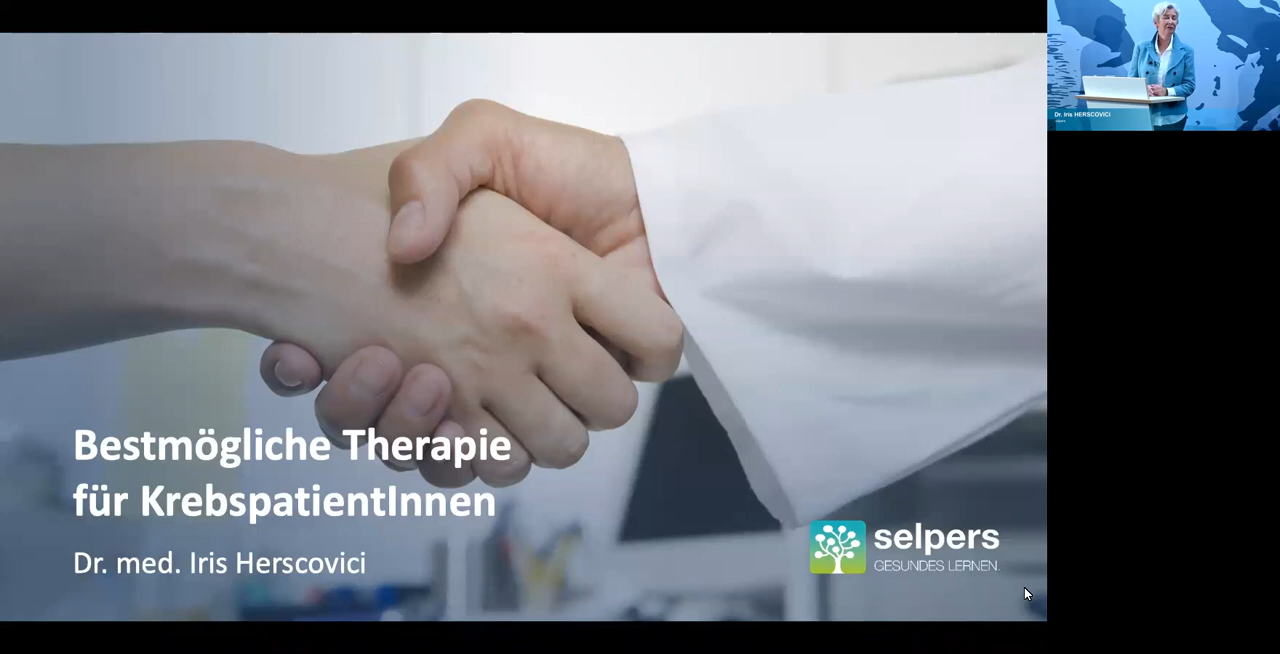 Bestmögliche Therapie
für KrebspatientInnen
Dr. med. Iris Herscovici
selpers
GESUNDES LERNEN.
Dr. Iris HERSCOVICI